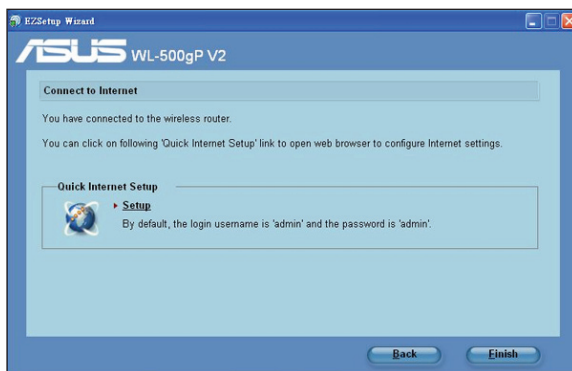 EZSetup Wizard
ASUS WL-500gP V2
Connect to Internet
You have connected to the wireless router.
You can click on following 'Quick Internet Setup' link to open web browser to configure Internet settings.
Quick Internet Setup
Setup
By default, the login username is 'admin' and the password is 'admin'.
Back Finish